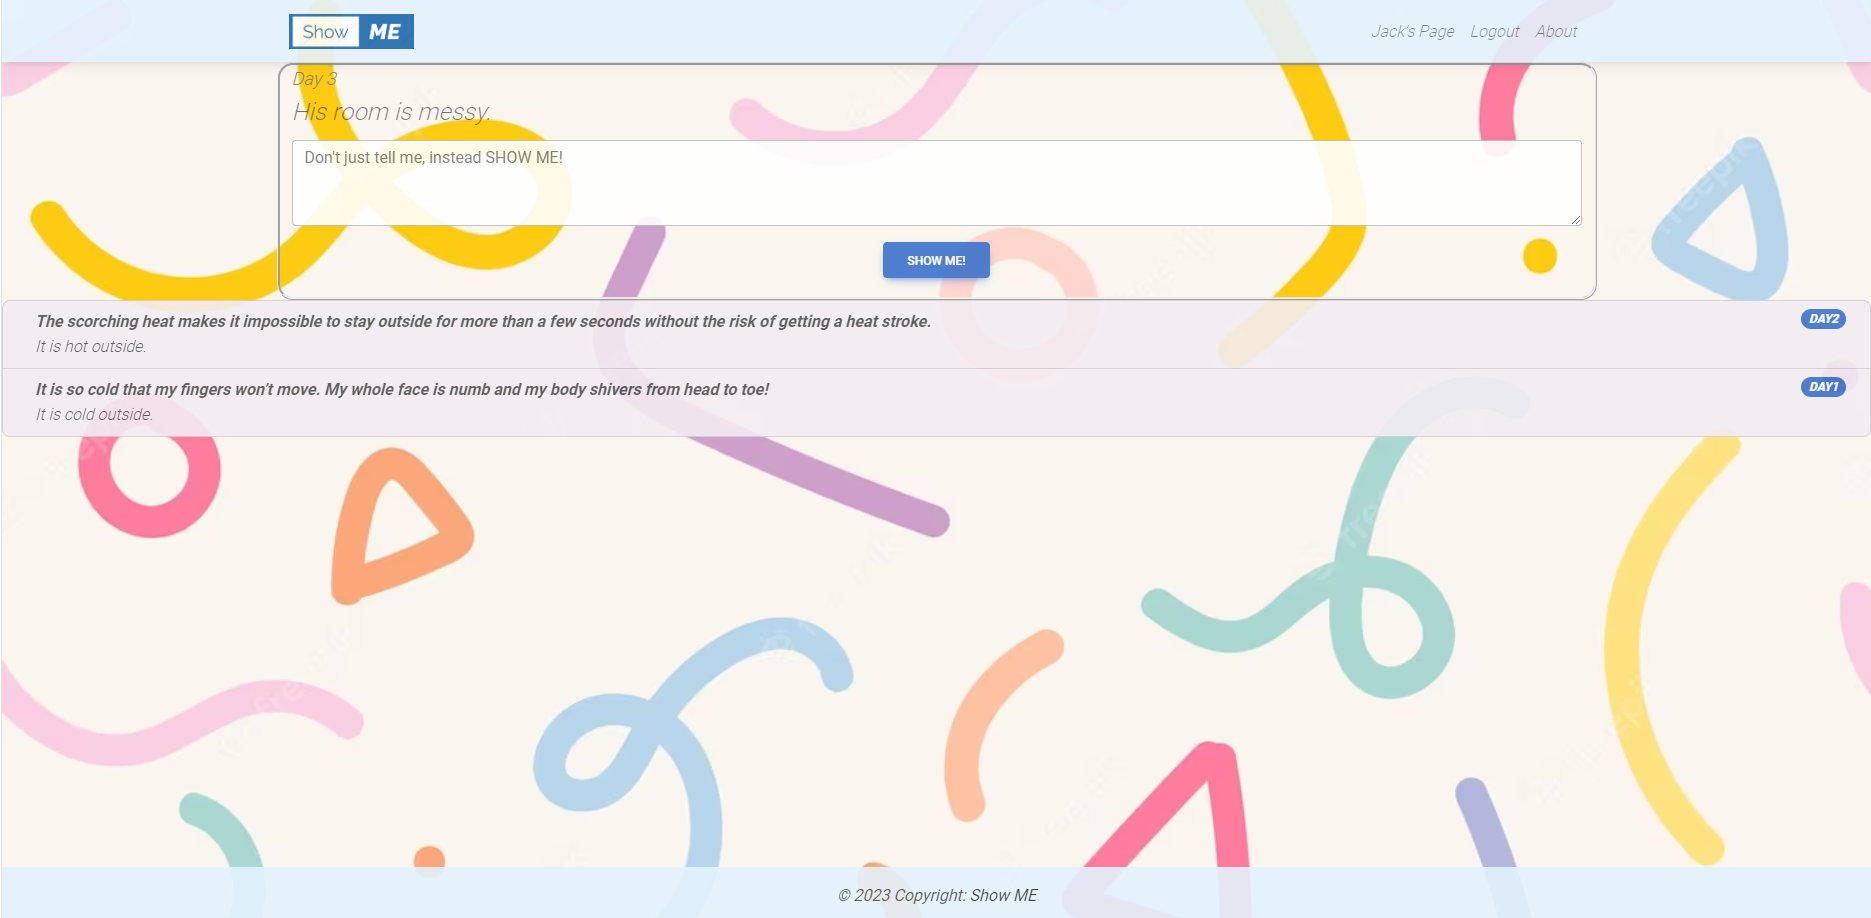 Show ME
Jack's Page Logout About
Day 3
His room is messy.
Don't just tell me, instead SHOW ME!
SHOW ME!
The scorching heat makes it impossible to stay outside for more than a few seconds without the risk of getting a heat stroke.
DAY2
It is hot outside.
It is so cold that my fingers won't move. My whole face is numb and my body shivers from head to toe!
DAY1
It is cold outside.
© 2023 Copyright: Show ME